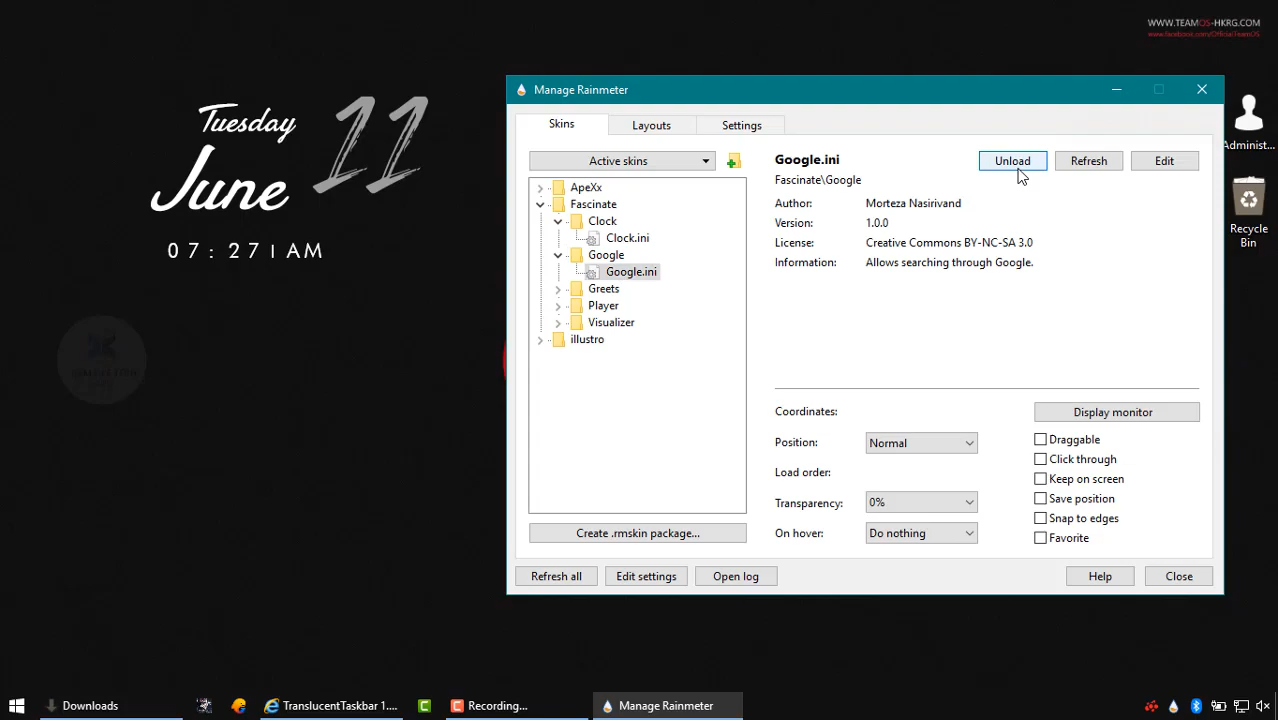 WWW.TEAMOS-HKRG.COM
www.facebook.com/OfficialTeamOS
Tuesday
June
11
07:27 | AM
Manage Rainmeter
Skins
Layouts
Settings
Active skins
ApeXx
Fascinate
Clock
Clock.ini
Google
Google.ini
Greets
Player
Visualizer
illustro
Create .rmskin package...
Google.ini
Unload
Refresh
Edit
Fascinate\Google
Author: Morteza Nasirivand
Version: 1.0.0
License: Creative Commons BY-NC-SA 3.0
Information: Allows searching through Google.
Coordinates:
Display monitor
Position: Normal
Load order:
Transparency: 0%
On hover: Do nothing
Draggable
Click through
Keep on screen
Save position
Snap to edges
Favorite
Refresh all
Edit settings
Open log
Help
Close
Administ...
Recycle
Bin
Downloads
TranslucentTaskbar 1....
Recording...
Manage Rainmeter